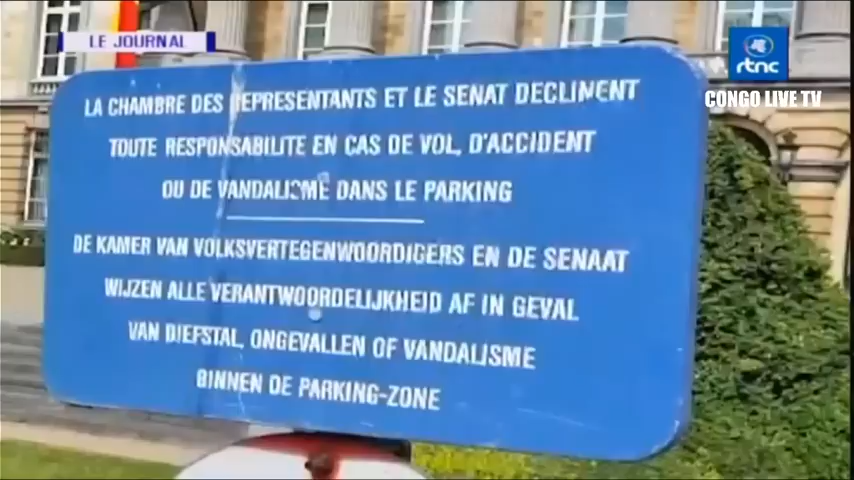 LE JOURNAL
rtnc
CONGO LIVE TV
LA CHAMBRE DES REPRESENTANTS ET LE SENAT DECLINENT
TOUTE RESPONSABILITE EN CAS DE VOL, D'ACCIDENT
OU DE VANDALISME DANS LE PARKING
DE KAMER VAN VOLKSVERTEGENWOORDIGERS EN DE SENAAT
WIJZEN ALLE VERANTWOORDELIJKHEID AF IN GEVAL
VAN DIEFSTAL, ONGEVALLEN OF VANDALISME
BINNEN DE PARKING-ZONE